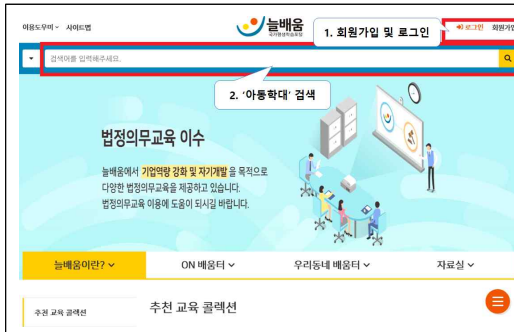 이용도우미 사이트맵
늘배움
국가평생학습포털
1. 회원가입 및 로그인
로그인 회원가입
검색어를 입력해주세요.
2. ‘아동학대’ 검색
법정의무교육 이수
늘배움에서 기업역량 강화 및 자기개발 을 목적으로
다양한 법정의무교육을 제공하고 있습니다.
법정의무교육 이용에 도움이 되시길 바랍니다.
늘배움이란? ON 배움터 우리동네 배움터 자료실
추천 교육 콜렉션
추천 교육 콜렉션